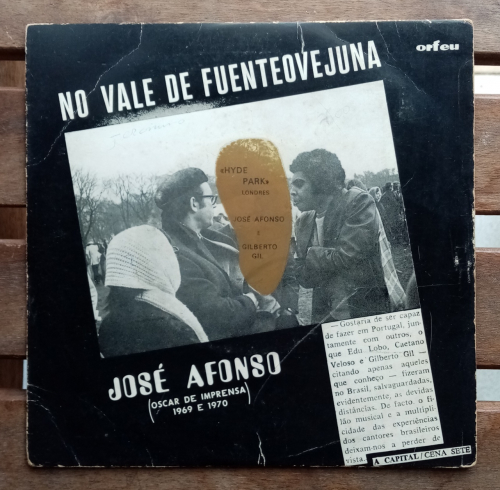 orfeu
NO VALE DE FUENTEOVEJUNA
«HYDE
PARK»
LONDRES
JOSÉ AFONSO
E
GILBERTO
GIL
JOSÉ AFONSO
(OSCAR DE IMPRENSA)
1969 E 1970
— Gostaria de ser capaz
de fazer em Portugal, jun-
tamente com outros, o
que Edu Lobo, Caetano
Veloso e Gilberto Gil —
citando apenas aqueles
que conheço — fizeram
no Brasil, salvaguardadas,
evidentemente, as devidas
distâncias. De facto o fi-
lão musical e a multipli-
cidade das experiências
dos cantores brasileiros
deixam-nos a perder de
vista.
A CAPITAL/CENA SETE